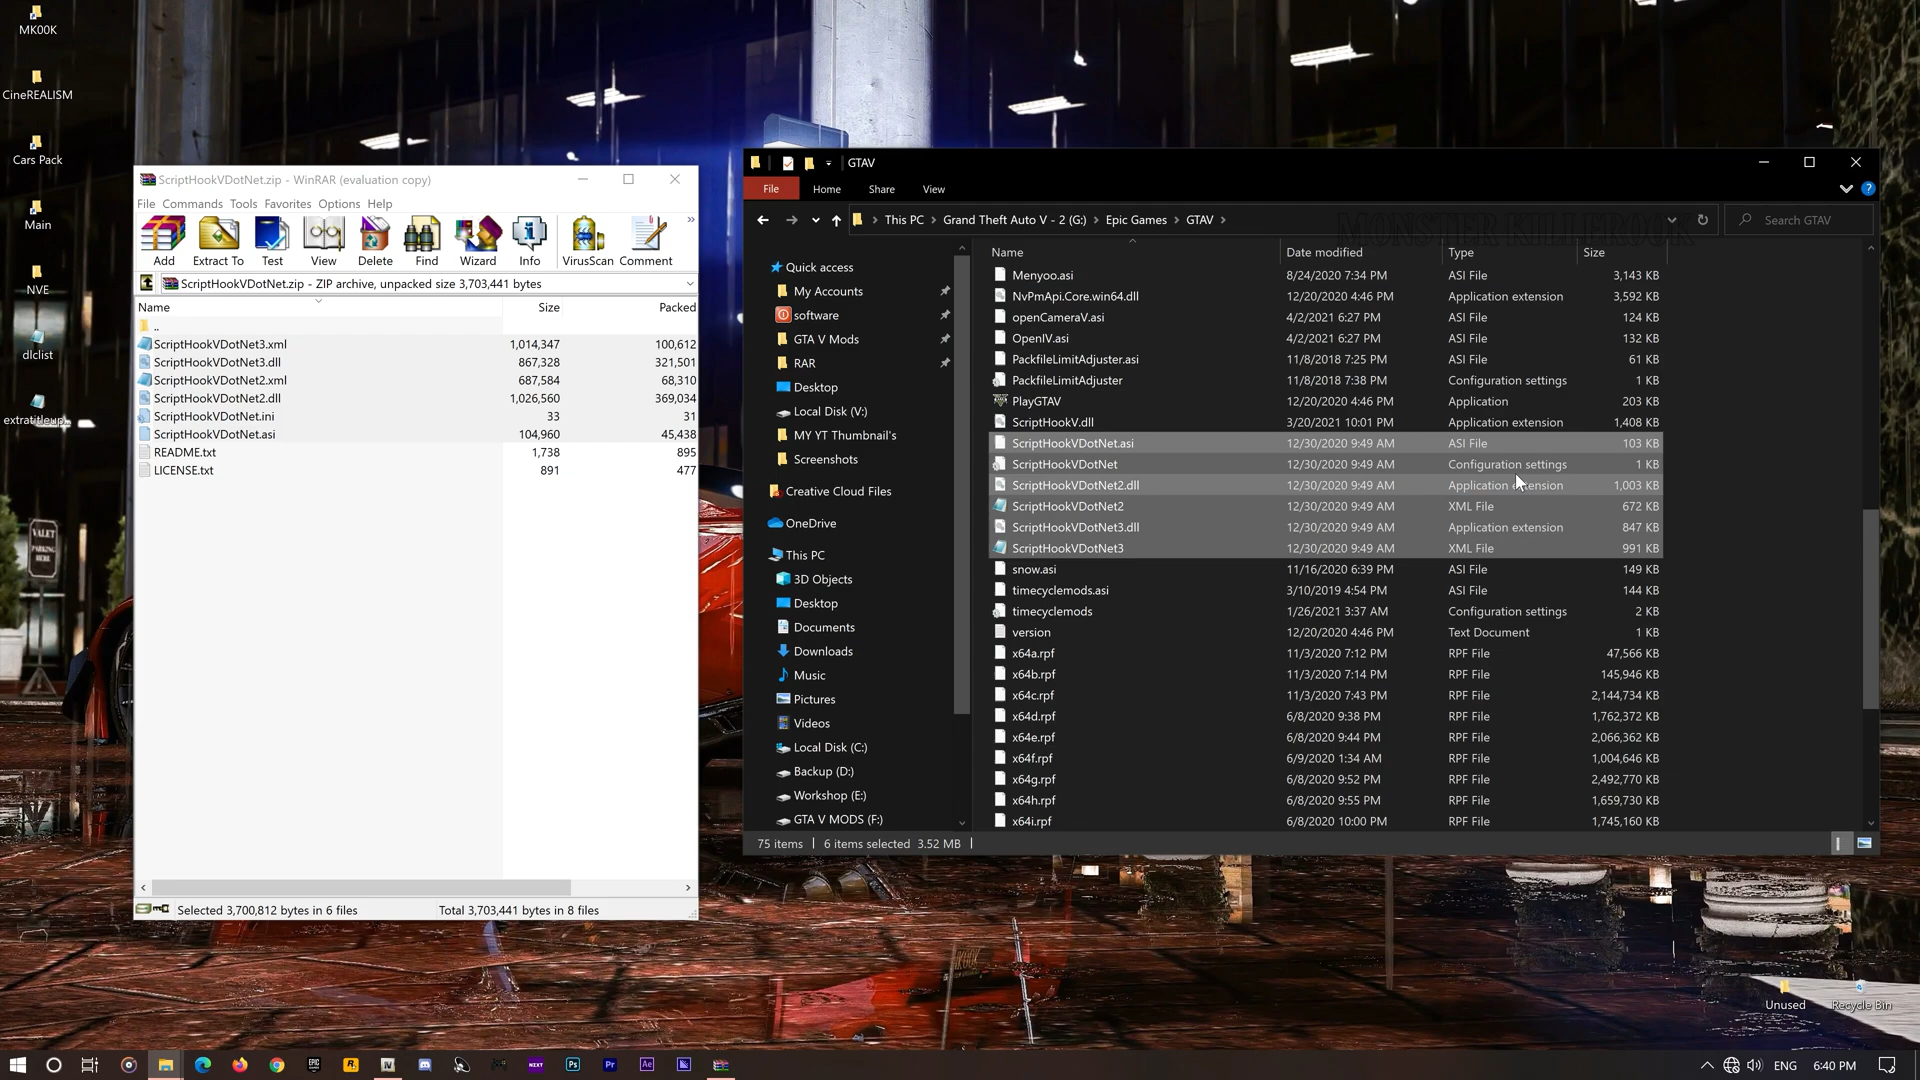 MK00K
CineREALISM
Cars Pack
Main
NVE
dlclist
extratitleup...
VALET
PARKING
HERE
ScriptHookVDotNet.zip - WinRAR (evaluation copy)
File Commands Tools Favorites Options Help
Add Extract To Test View Delete Find Wizard Info VirusScan Comment
ScriptHookVDotNet.zip - ZIP archive, unpacked size 3,703,441 bytes
Name Size Packed
..
ScriptHookVDotNet3.xml 1,014,347 100,612
ScriptHookVDotNet3.dll 867,328 321,501
ScriptHookVDotNet2.xml 687,584 68,310
ScriptHookVDotNet2.dll 1,026,560 369,034
ScriptHookVDotNet.ini 33 31
ScriptHookVDotNet.asi 104,960 45,438
README.txt 1,738 895
LICENSE.txt 891 477
Selected 3,700,812 bytes in 6 files Total 3,703,441 bytes in 8 files
GTAV
File Home Share View
This PC > Grand Theft Auto V - 2 (G:) > Epic Games > GTAV >
Search GTAV
MONSTER KILLEROOK
Quick access
My Accounts
software
GTA V Mods
RAR
Desktop
Local Disk (V:)
MY YT Thumbnail's
Screenshots
Creative Cloud Files
OneDrive
This PC
3D Objects
Desktop
Documents
Downloads
Music
Pictures
Videos
Local Disk (C:)
Backup (D:)
Workshop (E:)
GTA V MODS (F:)
Name Date modified Type Size
Menyoo.asi 8/24/2020 7:34 PM ASI File 3,143 KB
NvPmApi.Core.win64.dll 12/20/2020 4:46 PM Application extension 3,592 KB
openCameraV.asi 4/2/2021 6:27 PM ASI File 124 KB
OpenIV.asi 4/2/2021 6:27 PM ASI File 132 KB
PackfileLimitAdjuster.asi 11/8/2018 7:25 PM ASI File 61 KB
PackfileLimitAdjuster 11/8/2018 7:38 PM Configuration settings 1 KB
PlayGTAV 12/20/2020 4:46 PM Application 203 KB
ScriptHookV.dll 3/20/2021 10:01 PM Application extension 1,408 KB
ScriptHookVDotNet.asi 12/30/2020 9:49 AM ASI File 103 KB
ScriptHookVDotNet 12/30/2020 9:49 AM Configuration settings 1 KB
ScriptHookVDotNet2.dll 12/30/2020 9:49 AM Application extension 1,003 KB
ScriptHookVDotNet2 12/30/2020 9:49 AM XML File 672 KB
ScriptHookVDotNet3.dll 12/30/2020 9:49 AM Application extension 847 KB
ScriptHookVDotNet3 12/30/2020 9:49 AM XML File 991 KB
snow.asi 11/16/2020 6:39 PM ASI File 149 KB
timecyclemods.asi 3/10/2019 4:54 PM ASI File 144 KB
timecyclemods 1/26/2021 3:37 AM Configuration settings 2 KB
version 12/20/2020 4:46 PM Text Document 1 KB
x64a.rpf 11/3/2020 7:12 PM RPF File 47,566 KB
x64b.rpf 11/3/2020 7:14 PM RPF File 145,946 KB
x64c.rpf 11/3/2020 7:43 PM RPF File 2,144,734 KB
x64d.rpf 6/8/2020 9:38 PM RPF File 1,762,372 KB
x64e.rpf 6/8/2020 9:44 PM RPF File 2,066,362 KB
x64f.rpf 6/9/2020 1:34 AM RPF File 1,004,646 KB
x64g.rpf 6/8/2020 9:52 PM RPF File 2,492,770 KB
x64h.rpf 6/8/2020 9:55 PM RPF File 1,659,730 KB
x64i.rpf 6/8/2020 10:00 PM RPF File 1,745,160 KB
75 items 6 items selected 3.52 MB
Unused
Recycle Bin
ENG 6:40 PM